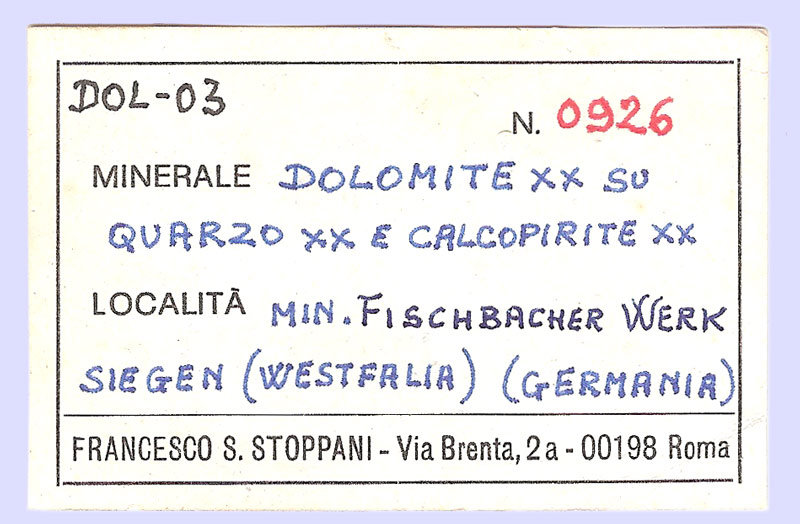 DOL-03
N. 0926
MINERALE DOLOMITE XX SU
QUARZO XX E CALCOPIRITE XX
LOCALITÀ MIN. FISCHBACHER WERK
SIEGEN (WESTFALIA) (GERMANIA)
FRANCESCO S. STOPPANI - Via Brenta, 2a - 00198 Roma